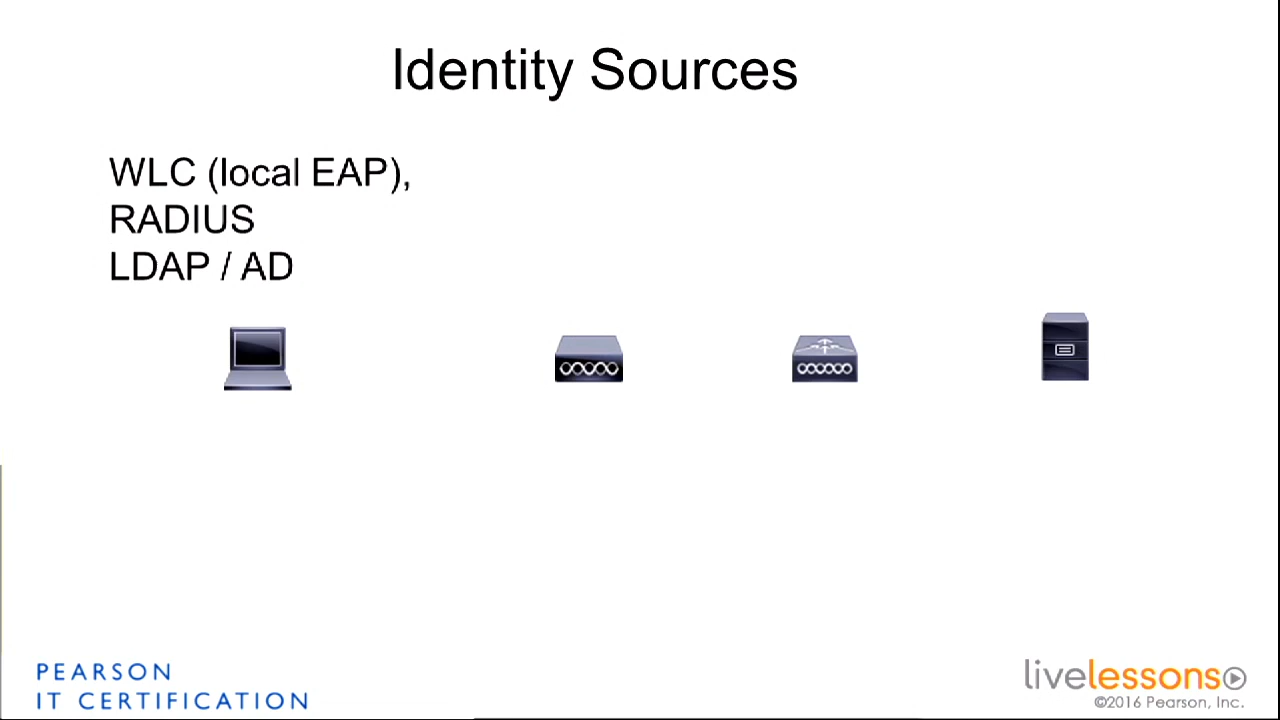 Identity Sources
WLC (local EAP),
RADIUS
LDAP / AD
PEARSON
IT CERTIFICATION
livelessons
©2016 Pearson, Inc.